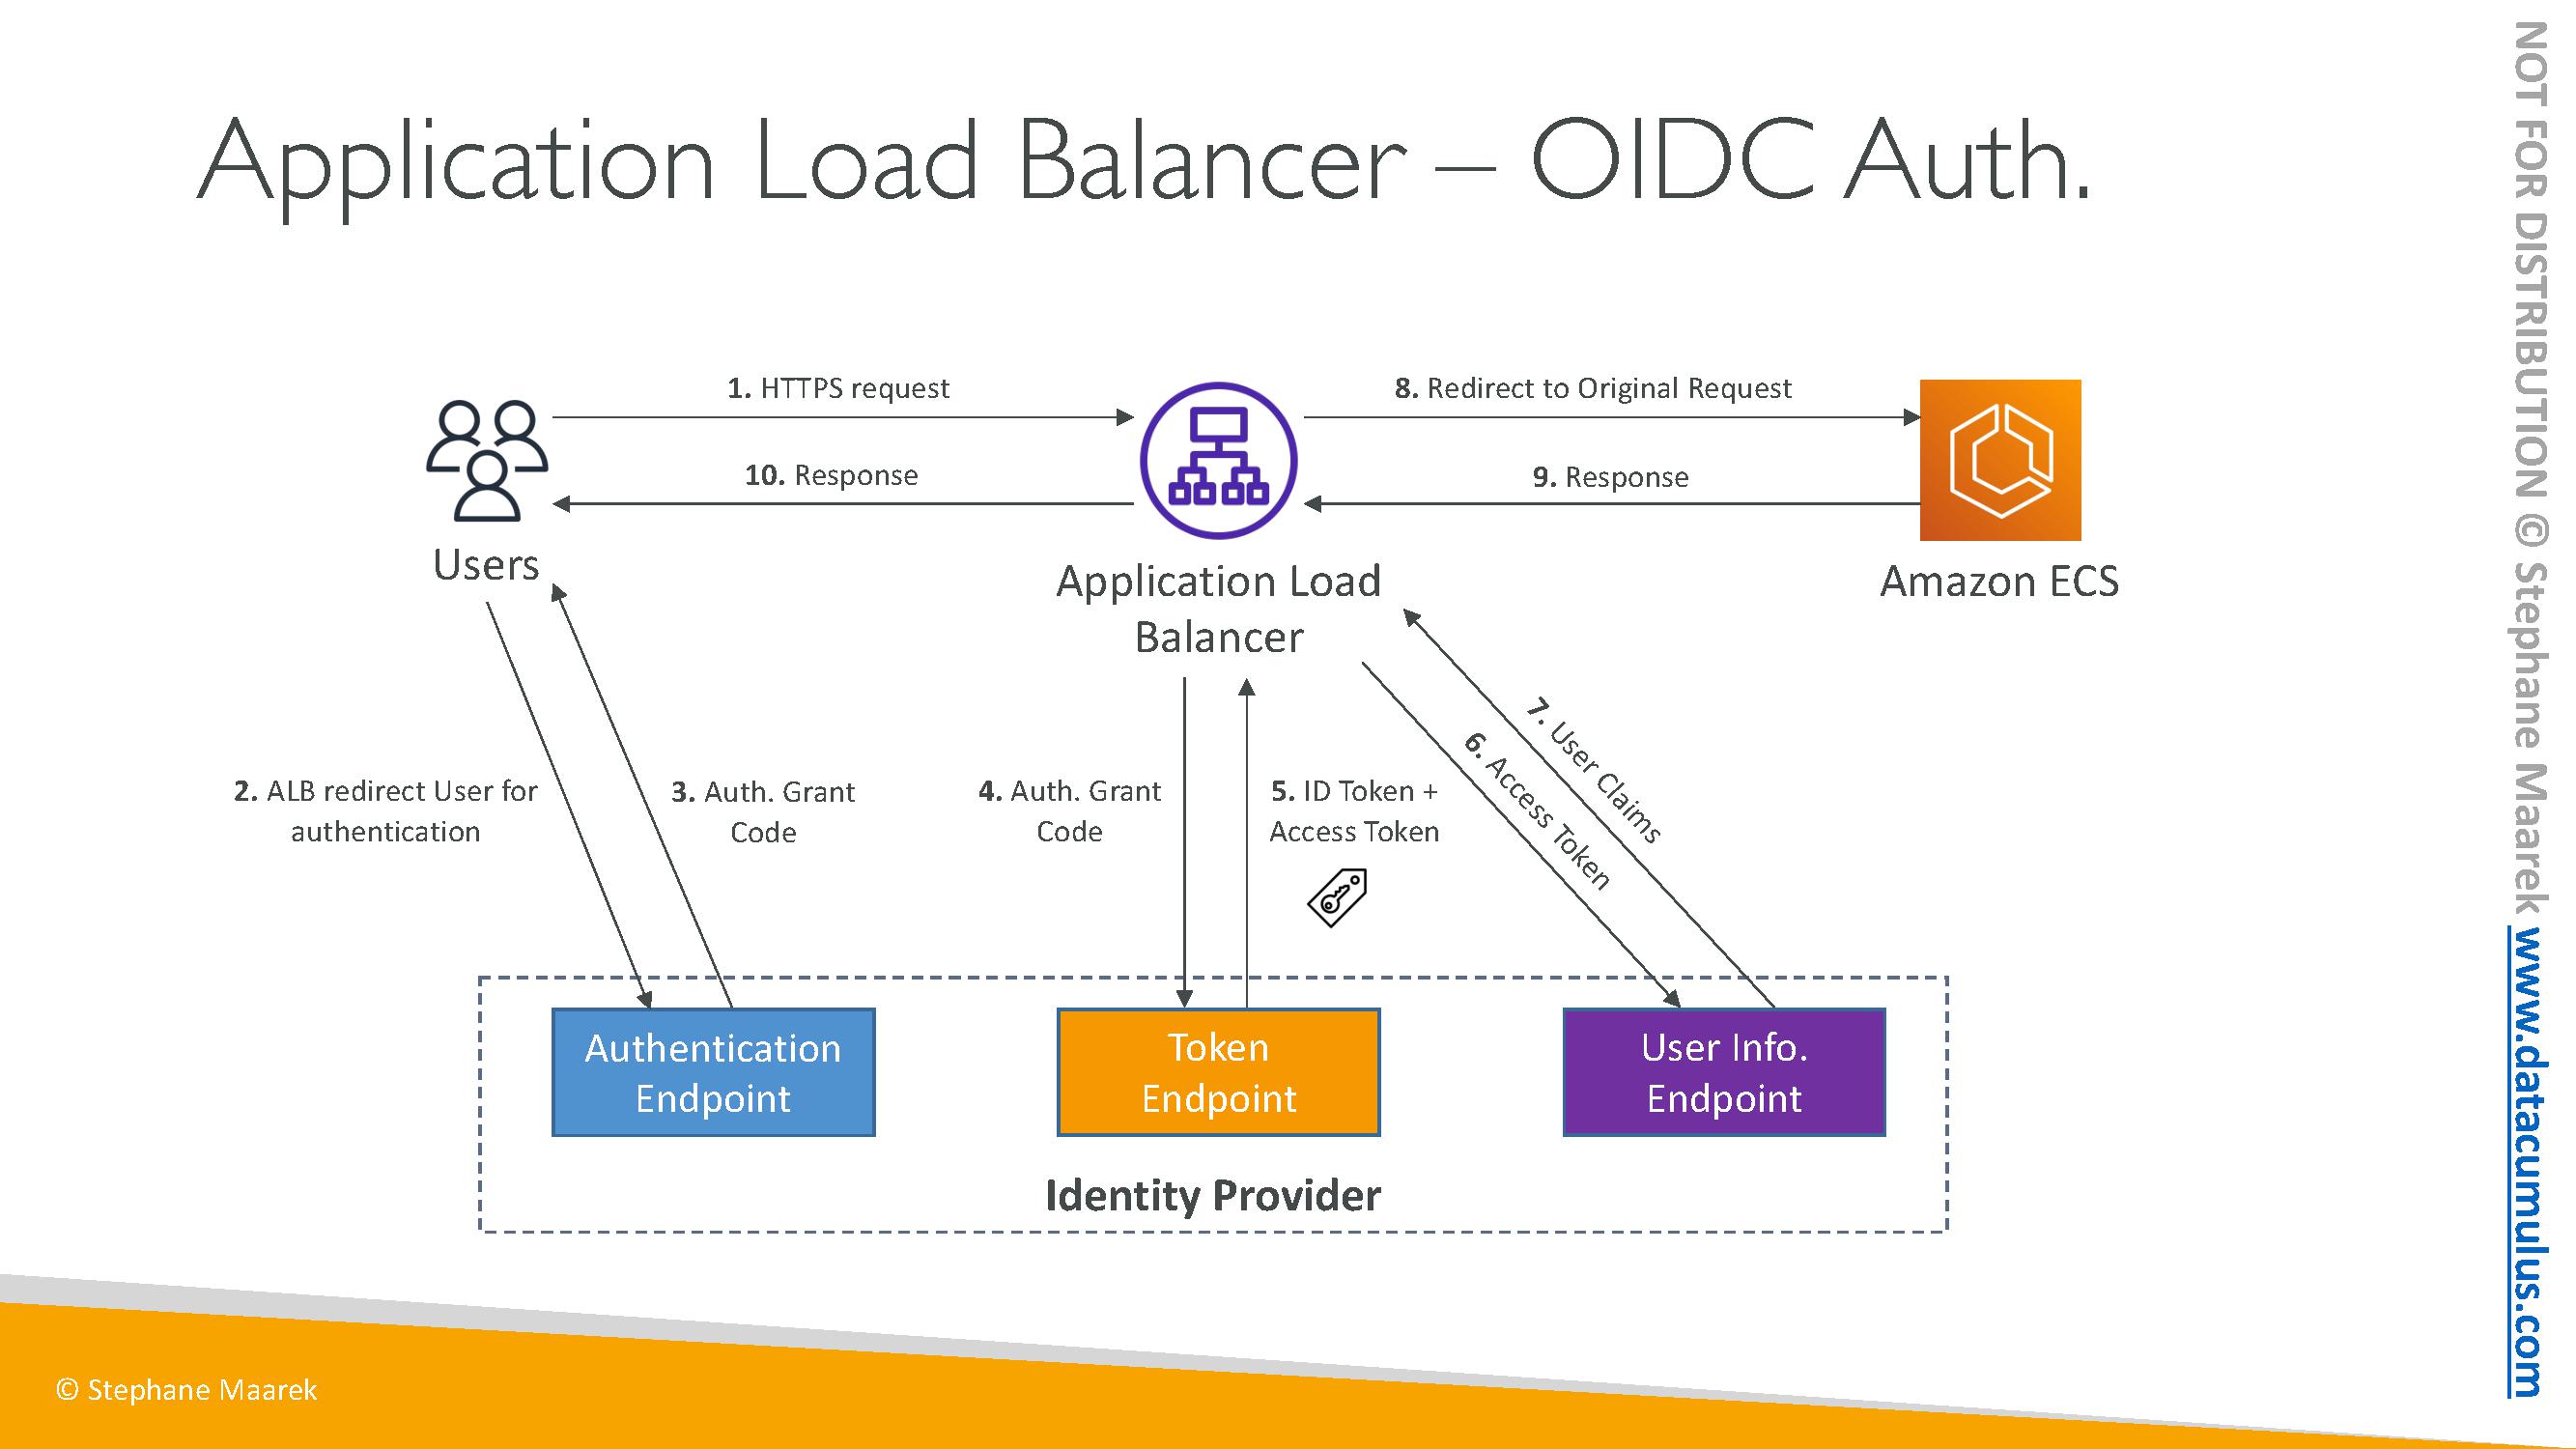 Application Load Balancer – OIDC Auth.
1. HTTPS request
8. Redirect to Original Request
10. Response
9. Response
Users
Application Load
Balancer
Amazon ECS
2. ALB redirect User for
authentication
3. Auth. Grant
Code
4. Auth. Grant
Code
5. ID Token +
Access Token
6. Access Token
7. User Claims
Authentication
Endpoint
Token
Endpoint
User Info.
Endpoint
Identity Provider
© Stephane Maarek
NOT FOR DISTRIBUTION © Stephane Maarek www.datacumulus.com